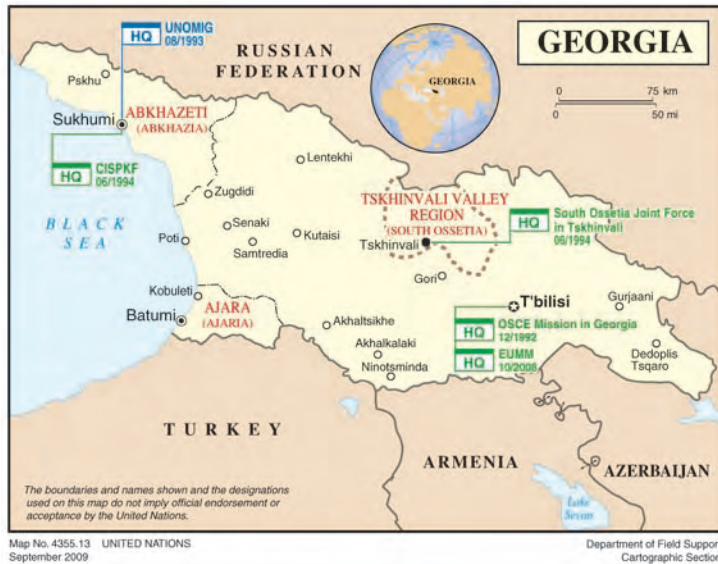 GEORGIA
0 75 km
0 50 mi
UNOMIG
HQ
08/1993
RUSSIAN
FEDERATION
GEORGIA
Pskhu
Sukhumi
ABKHAZETI
(ABKHAZIA)
CISPKF
HQ
06/1994
Lentekhi
Zugdidi
TSKHINVALI VALLEY
REGION
(SOUTH OSSETIA)
Tskhinvali
South Ossetia Joint Force
HQ
in Tskhinvali
06/1994
BLACK
SEA
Senaki
Poti
Samtredia
Kutaisi
Gori
Kobuleti
Batumi
AJARA
(AJARIA)
T'bilisi
Gurjaani
Akhaltsikhe
OSCE Mission in Georgia
HQ
12/1992
Akhalkalaki
EUMM
HQ
10/2008
Ninotsminda
Dedoplis
Tsqaro
TURKEY
ARMENIA
AZERBAIJAN
Lake
Sevan
The boundaries and names shown and the designations
used on this map do not imply official endorsement or
acceptance by the United Nations.
Map No. 4355.13 UNITED NATIONS
September 2009
Department of Field Suppor
Cartographic Section